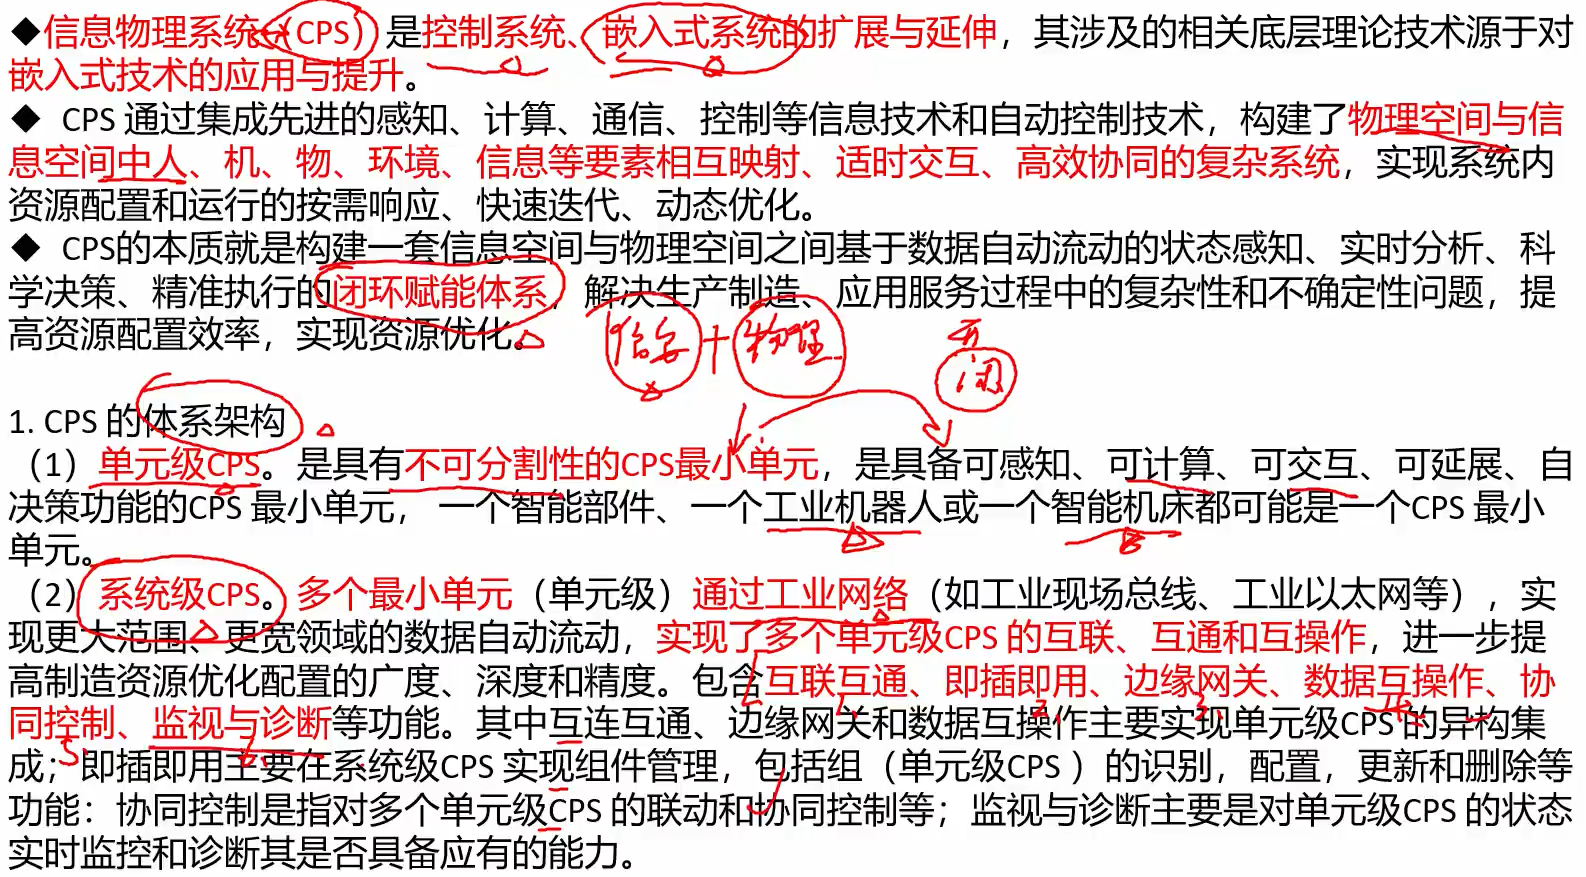 ◆信息物理系统 (CPS) 是控制系统、嵌入式系统的扩展与延伸，其涉及的相关底层理论技术源于对
嵌入式技术的应用与提升。
◆ CPS 通过集成先进的感知、计算、通信、控制等信息技术和自动控制技术，构建了物理空间与信
息空间中人、机、物、环境、信息等要素相互映射、适时交互、高效协同的复杂系统，实现系统内
资源配置和运行的按需响应、快速迭代、动态优化。
◆ CPS的本质就是构建一套信息空间与物理空间之间基于数据自动流动的状态感知、实时分析、科
学决策、精准执行的闭环赋能体系，解决生产制造、应用服务过程中的复杂性和不确定性问题，提
高资源配置效率，实现资源优化。
+ 物理
1. CPS 的体系架构
（1）单元级CPS。是具有不可分割性的CPS最小单元，是具备可感知、可计算、可交互、可延展、自
决策功能的CPS 最小单元，一个智能部件、一个工业机器人或一个智能机床都可能是一个CPS 最小
单元。
（2）系统级CPS。多个最小单元（单元级）通过工业网络（如工业现场总线、工业以太网等），实
现更大范围、更宽领域的数据自动流动，实现了多个单元级CPS 的互联、互通和互操作，进一步提
高制造资源优化配置的广度、深度和精度。包含互联互通、即插即用、边缘网关、数据互操作、协
同控制、监视与诊断等功能。其中互连互通、边缘网关和数据互操作主要实现单元级CPS 的异构集
成；即插即用主要在系统级CPS 实现组件管理，包括组（单元级CPS ）的识别，配置，更新和删除等
功能：协同控制是指对多个单元级CPS 的联动和协同控制等；监视与诊断主要是对单元级CPS 的状态
实时监控和诊断其是否具备应有的能力。